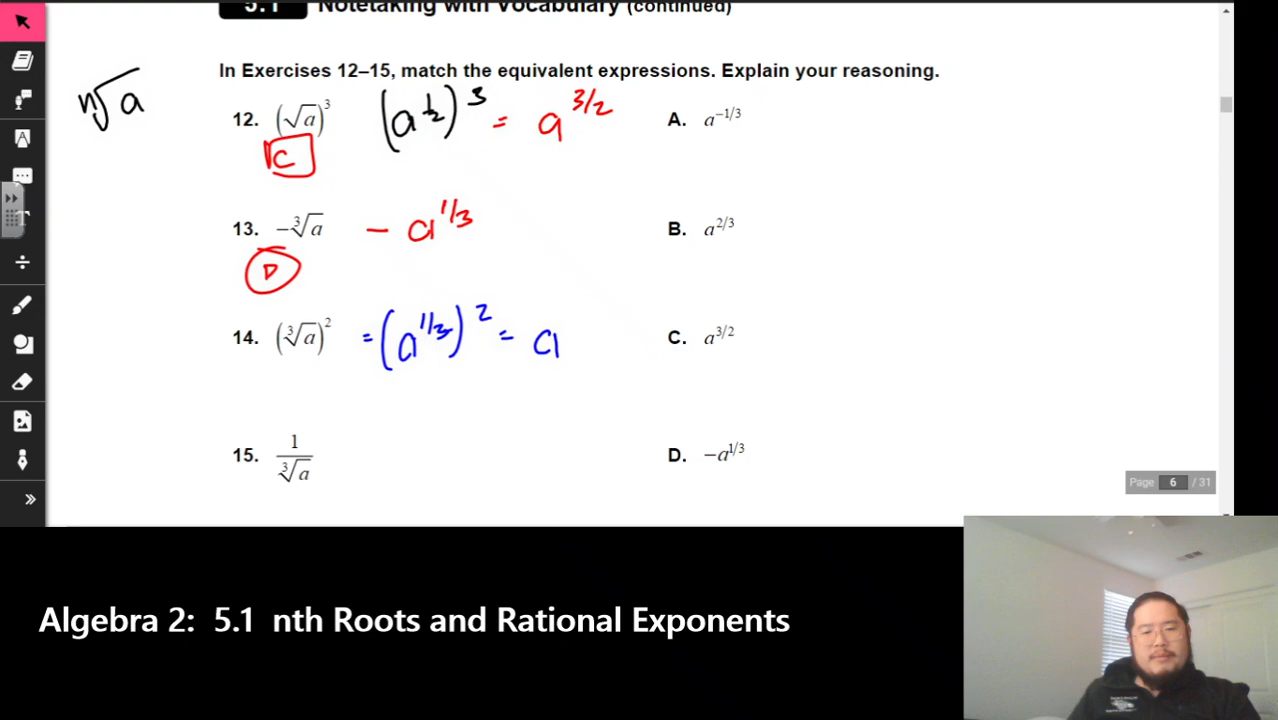 5.1 Notetaking with Vocabulary (continued)
ⁿ√a
In Exercises 12–15, match the equivalent expressions. Explain your reasoning.
12. (√a)³ (a^½)³ = a^3/2 A. a^−1/3
C
13. −∛a − a^1/3 B. a^2/3
D
14. (∛a)² = (a^1/3)² = a C. a^3/2
15. 1/∛a D. −a^1/3
Page 6 / 31
Algebra 2: 5.1 nth Roots and Rational Exponents